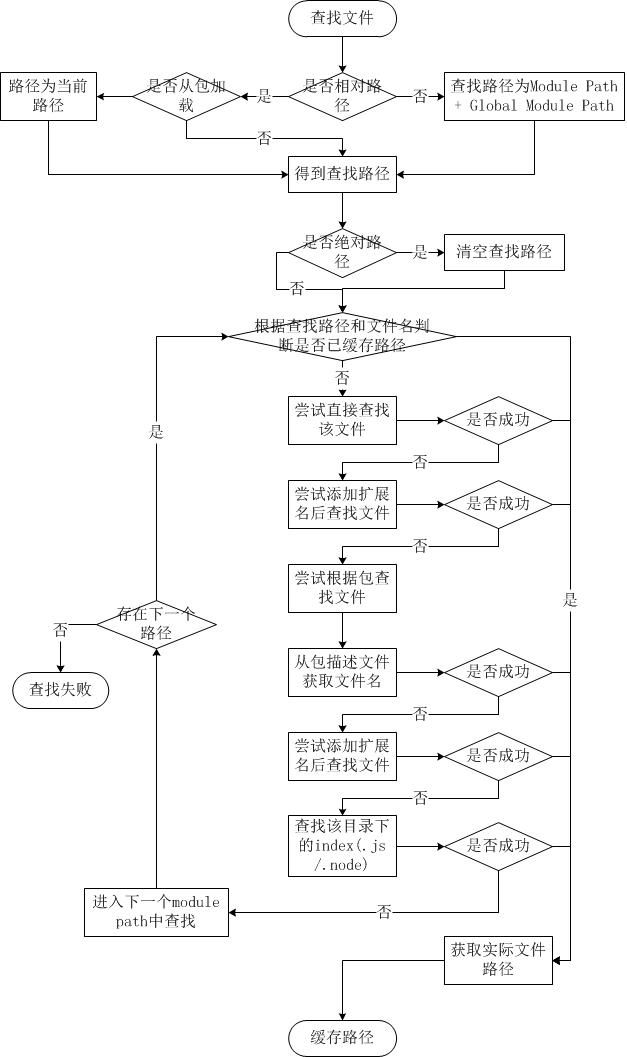 查找文件
路径为当前
路径
是否从包加
载
是
是否相对路
径
否
查找路径为Module Path
+ Global Module Path
否
得到查找路径
是否绝对路
径
是
清空查找路径
否
根据查找路径和文件名判
断是否已缓存路径
否
尝试直接查找
该文件
是否成功
是
否
尝试添加扩展
名后查找文件
是否成功
否
尝试根据包查
找文件
是
存在下一个
路径
否
从包描述文件
获取文件名
是否成功
查找失败
否
尝试添加扩展
名后查找文件
是否成功
否
查找该目录下
的index(.js
/.node)
是否成功
进入下一个module
path中查找
否
获取实际文件
路径
缓存路径